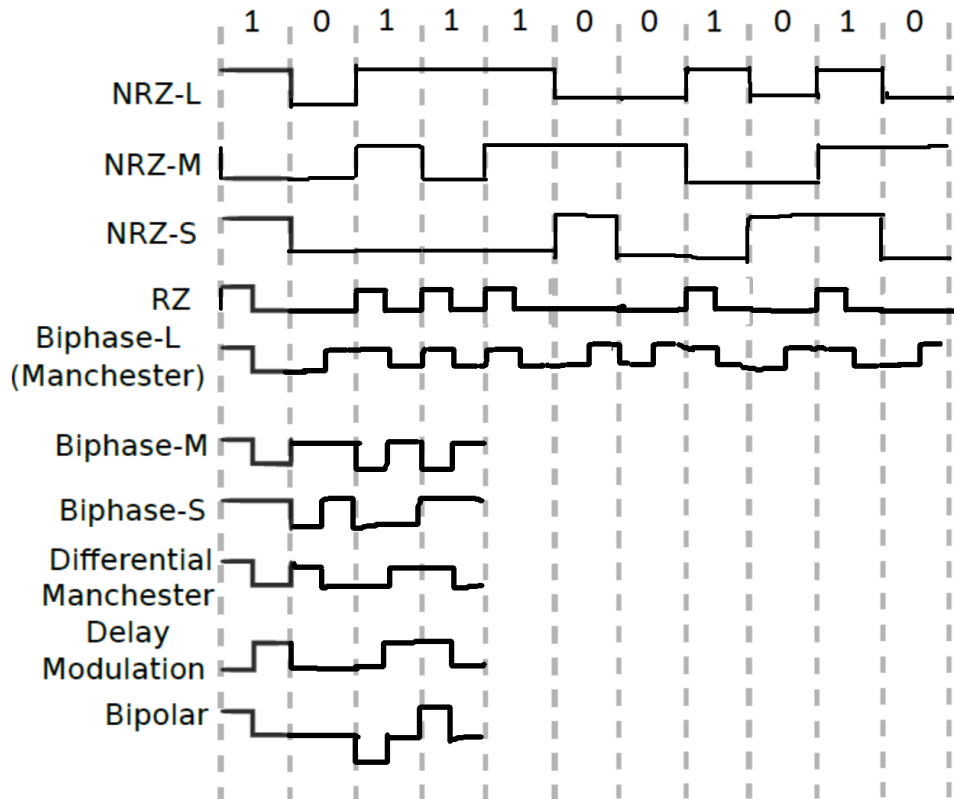 1 0 1 1 1 0 0 1 0 1 0
NRZ-L
NRZ-M
NRZ-S
RZ
Biphase-L
(Manchester)
Biphase-M
Biphase-S
Differential
Manchester
Delay
Modulation
Bipolar